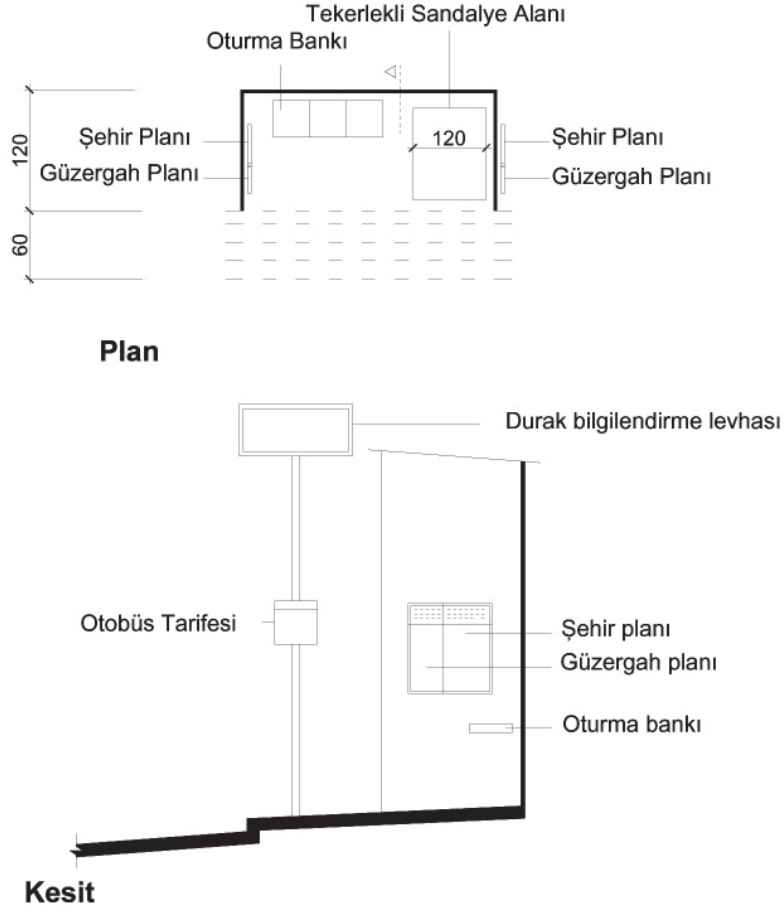 Tekerlekli Sandalye Alanı
Oturma Bankı
120
Şehir Planı
Güzergah Planı
120
Şehir Planı
Güzergah Planı
60
Plan
Durak bilgilendirme levhası
Otobüs Tarifesi
Şehir planı
Güzergah planı
Oturma bankı
Kesit